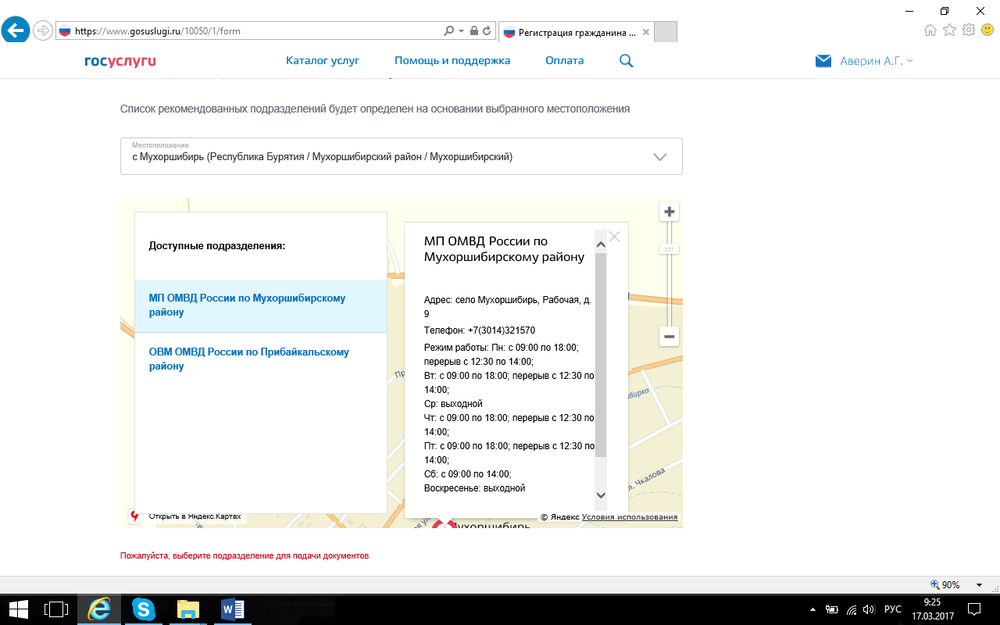 https://www.gosuslugi.ru/10050/1/form
Регистрация гражданина ...
госуслуги
Каталог услуг
Помощь и поддержка
Оплата
Аверин А.Г.
Список рекомендованных подразделений будет определен на основании выбранного местоположения
Местоположение
с Мухоршибирь (Республика Бурятия / Мухоршибирский район / Мухоршибирский)
Доступные подразделения:
МП ОМВД России по Мухоршибирскому
району
ОВМ ОМВД России по Прибайкальскому
району
МП ОМВД России по
Мухоршибирскому району
Адрес: село Мухоршибирь, Рабочая, д.
9
Телефон: +7(3014)321570
Режим работы: Пн: с 09:00 по 18:00;
перерыв с 12:30 по 14:00;
Вт: с 09:00 по 18:00; перерыв с 12:30 по
14:00;
Ср: выходной
Чт: с 09:00 по 18:00; перерыв с 12:30 по
14:00;
Пт: с 09:00 по 18:00; перерыв с 12:30 по
14:00;
Сб: с 09:00 по 14:00;
Воскресенье: выходной
ул. Чкалова
Открыть в Яндекс.Картах
© Яндекс Условия использования
Мухоршибирь
Пожалуйста, выберите подразделение для подачи документов
90%
РУС
9:25
17.03.2017